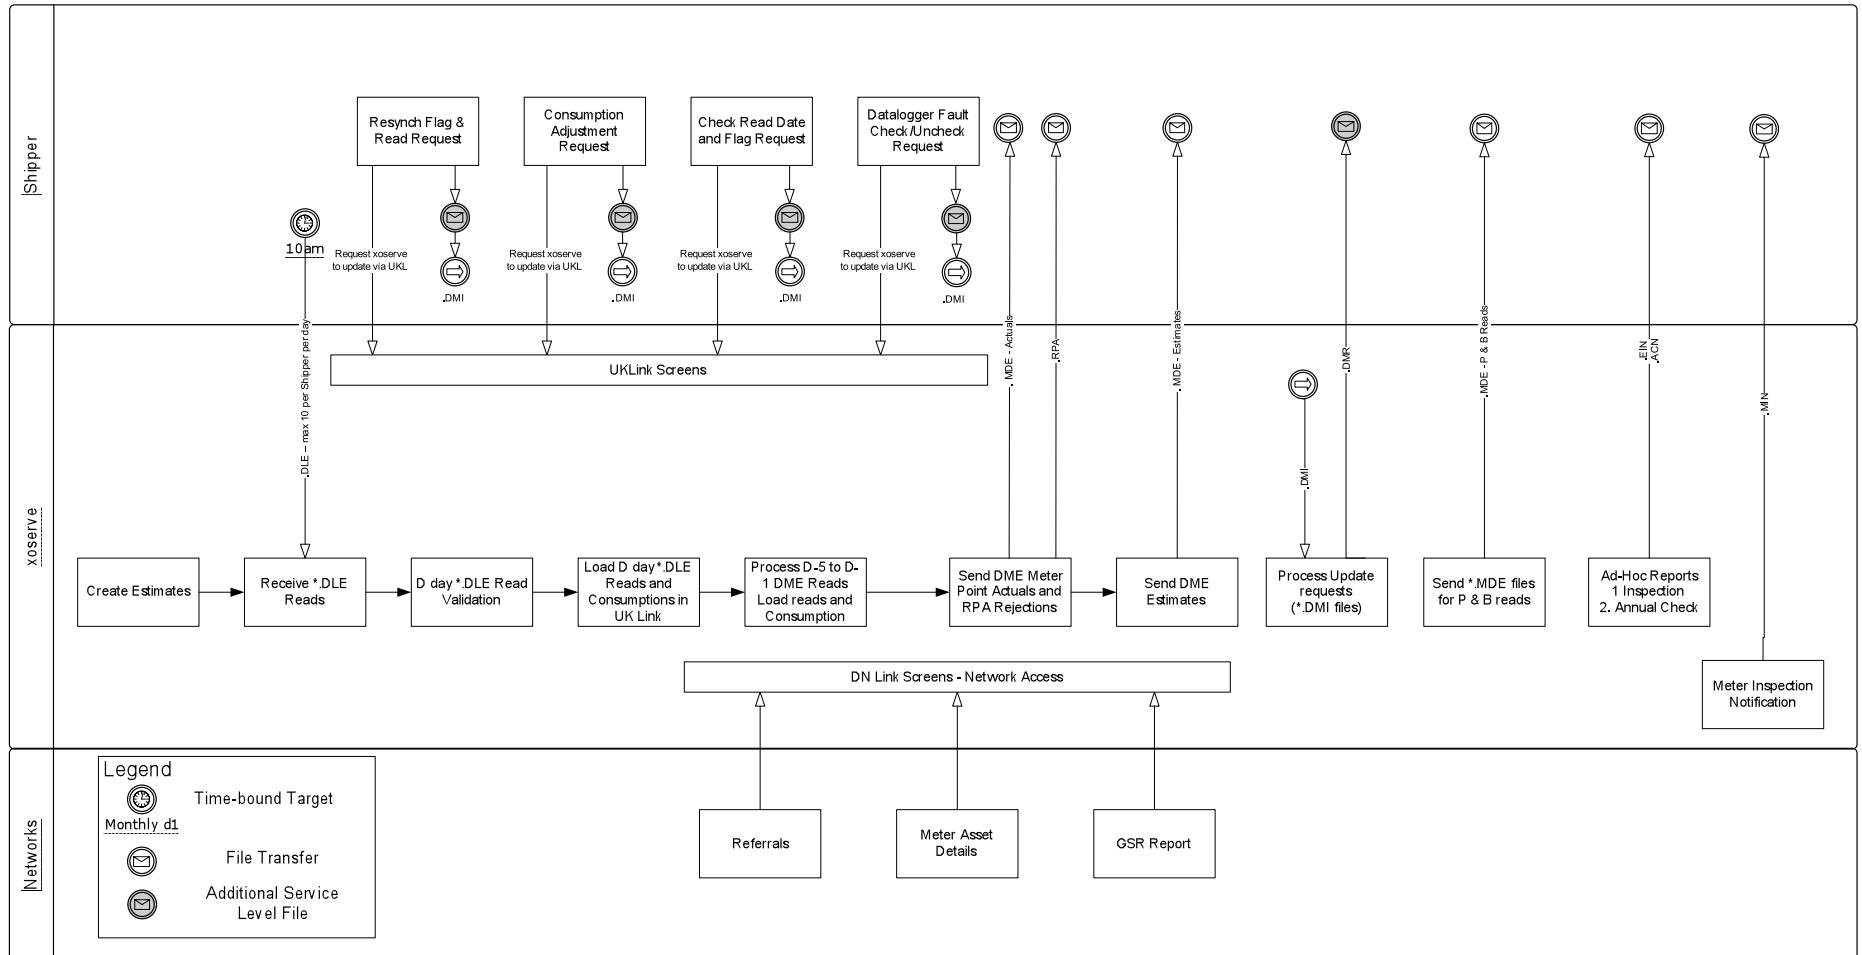 Shipper
Resynch Flag &
Read Request
Consumption
Adjustment
Request
Check Read Date
and Flag Request
Datalogger Fault
Check/Uncheck
Request
10am
Request xoserve
to update via UKL
.DMI
Request xoserve
to update via UKL
.DMI
Request xoserve
to update via UKL
.DMI
Request xoserve
to update via UKL
.DMI
.DLE – max 10 per Shipper per day
.MDE - Actuals
.RPA
.MDE - Estimates
.DMR
.MDE - P & B Reads
.EIN
.ACN
.MIN
xoserve
UKLink Screens
.DMI
Create Estimates
Receive *.DLE
Reads
D day *.DLE Read
Validation
Load D day *.DLE
Reads and
Consumptions in
UK Link
Process D-5 to D-
1 DME Reads
Load reads and
Consumption
Send DME Meter
Point Actuals and
RPA Rejections
Send DME
Estimates
Process Update
requests
(*.DMI files)
Send *.MDE files
for P & B reads
Ad-Hoc Reports
1 Inspection
2. Annual Check
DN Link Screens - Network Access
Meter Inspection
Notification
Networks
Legend
Time-bound Target
Monthly d1
File Transfer
Additional Service
Level File
Referrals
Meter Asset
Details
GSR Report